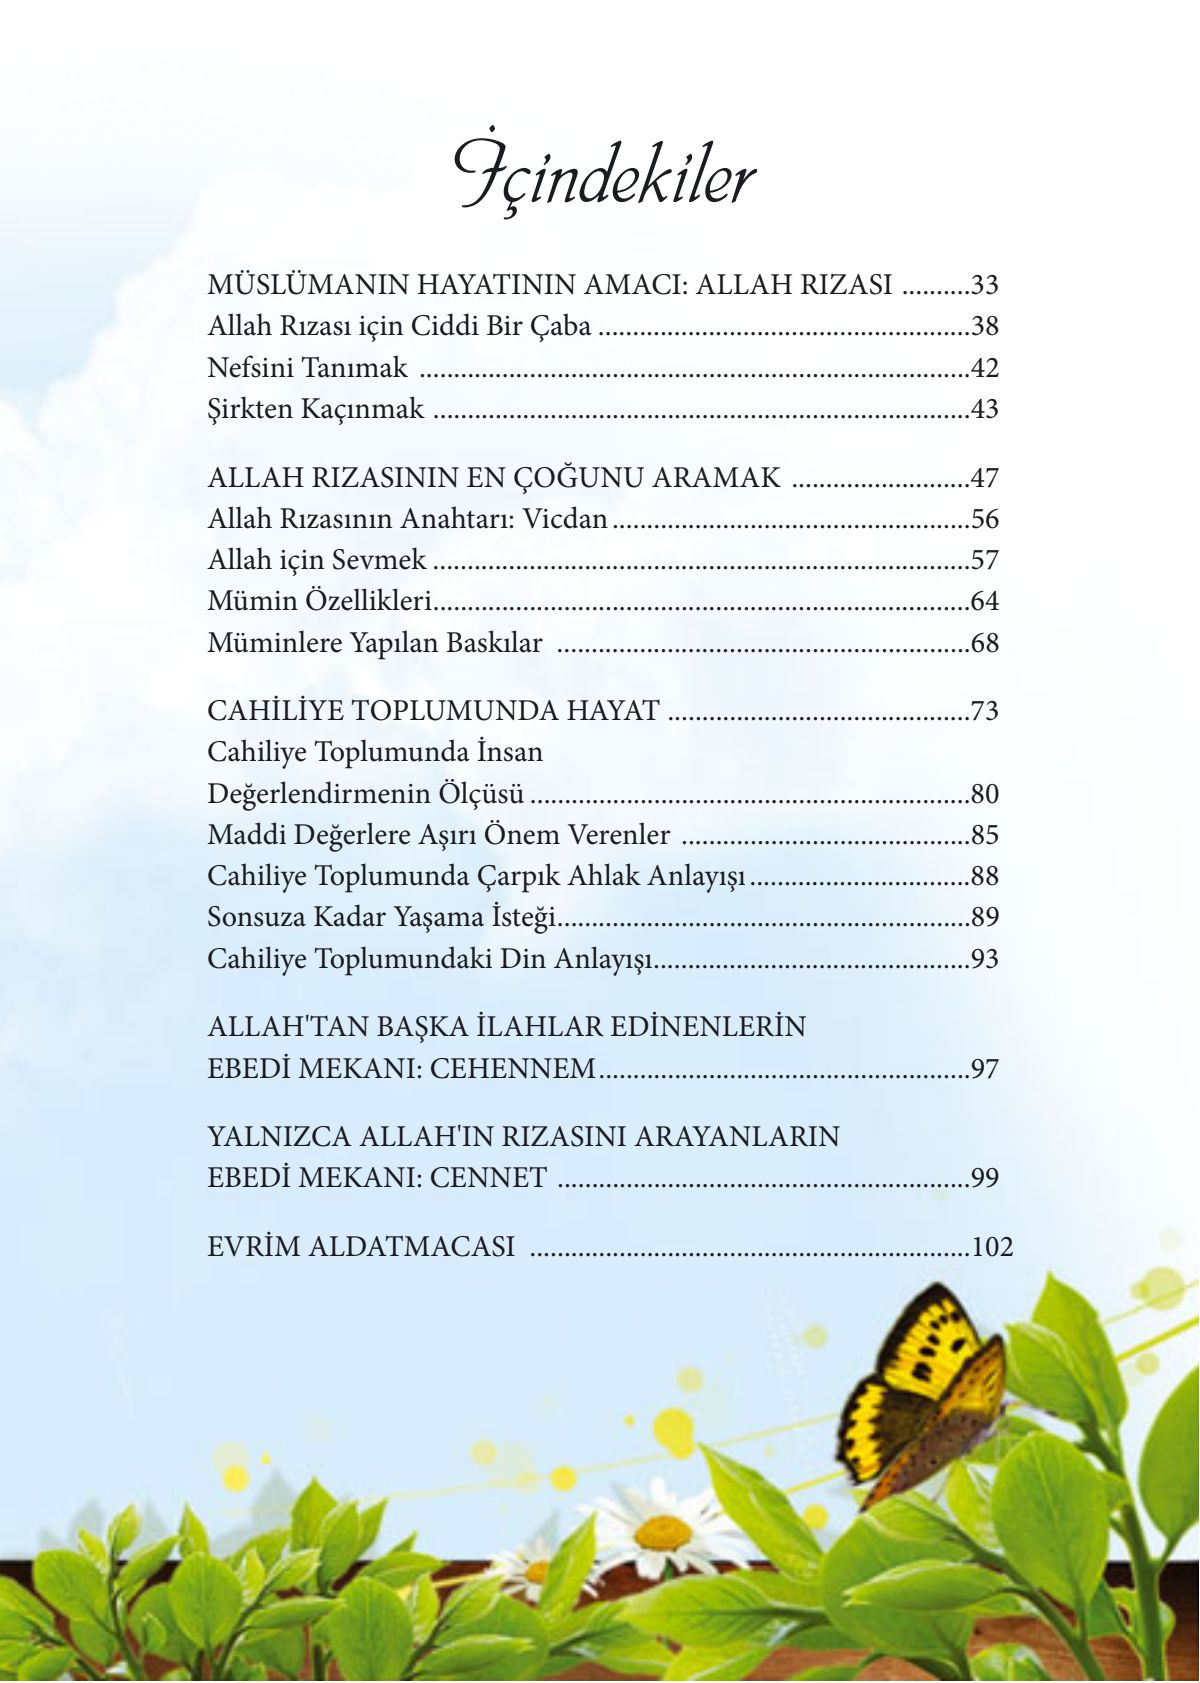 İçindekiler
MÜSLÜMANIN HAYATININ AMACI: ALLAH RIZASI ..........33
Allah Rızası için Ciddi Bir Çaba ......................................................38
Nefsini Tanımak ................................................................................42
Şirkten Kaçınmak ..............................................................................43
ALLAH RIZASININ EN ÇOĞUNU ARAMAK ..........................47
Allah Rızasının Anahtarı: Vicdan....................................................56
Allah için Sevmek ..............................................................................57
Mümin Özellikleri..............................................................................64
Müminlere Yapılan Baskılar ............................................................68
CAHİLİYE TOPLUMUNDA HAYAT ............................................73
Cahiliye Toplumunda İnsan
Değerlendirmenin Ölçüsü ................................................................80
Maddi Değerlere Aşırı Önem Verenler ..........................................85
Cahiliye Toplumunda Çarpık Ahlak Anlayışı................................88
Sonsuza Kadar Yaşama İsteği............................................................89
Cahiliye Toplumundaki Din Anlayışı..............................................93
ALLAH'TAN BAŞKA İLAHLAR EDİNENLERİN
EBEDİ MEKANI: CEHENNEM......................................................97
YALNIZCA ALLAH'IN RIZASINI ARAYANLARIN
EBEDİ MEKANI: CENNET ............................................................99
EVRİM ALDATMACASI ................................................................102